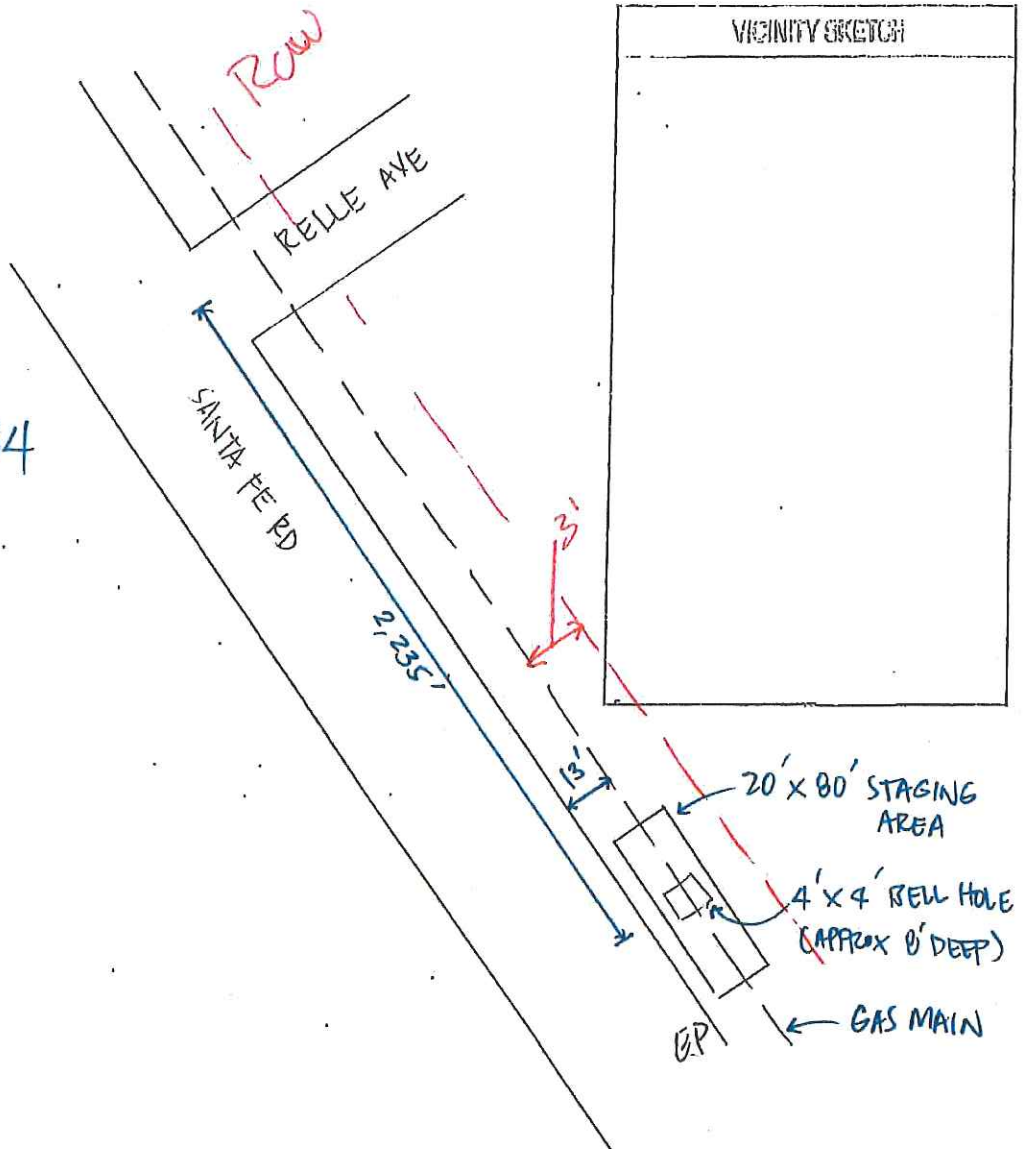 VICINITY SKETCH
ROW
RELLE AVE
4
SANTA FE RD
3'
2,235'
13'
20' X 80' STAGING
AREA
4' X 4' BELL HOLE
(APPROX 8' DEEP)
GAS MAIN
EP